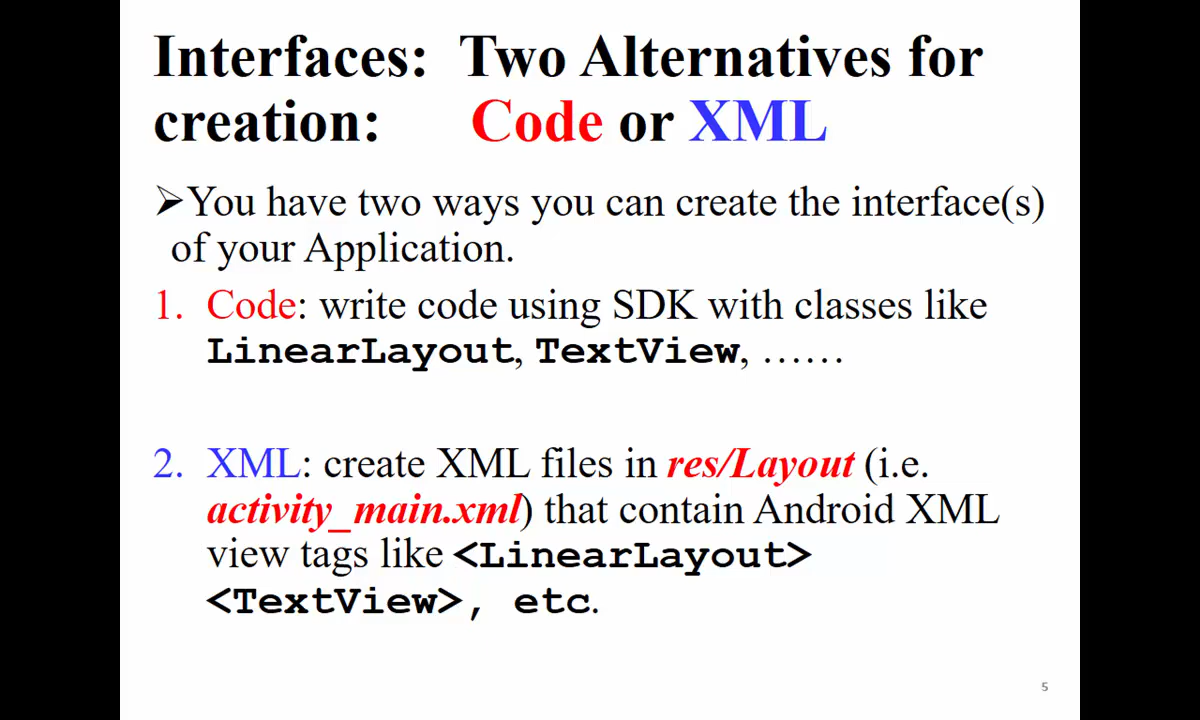 Interfaces: Two Alternatives for
creation: Code or XML
➢You have two ways you can create the interface(s)
of your Application.
1. Code: write code using SDK with classes like
LinearLayout, TextView, ……
2. XML: create XML files in res/Layout (i.e.
activity_main.xml) that contain Android XML
view tags like <LinearLayout>
<TextView>, etc.
5